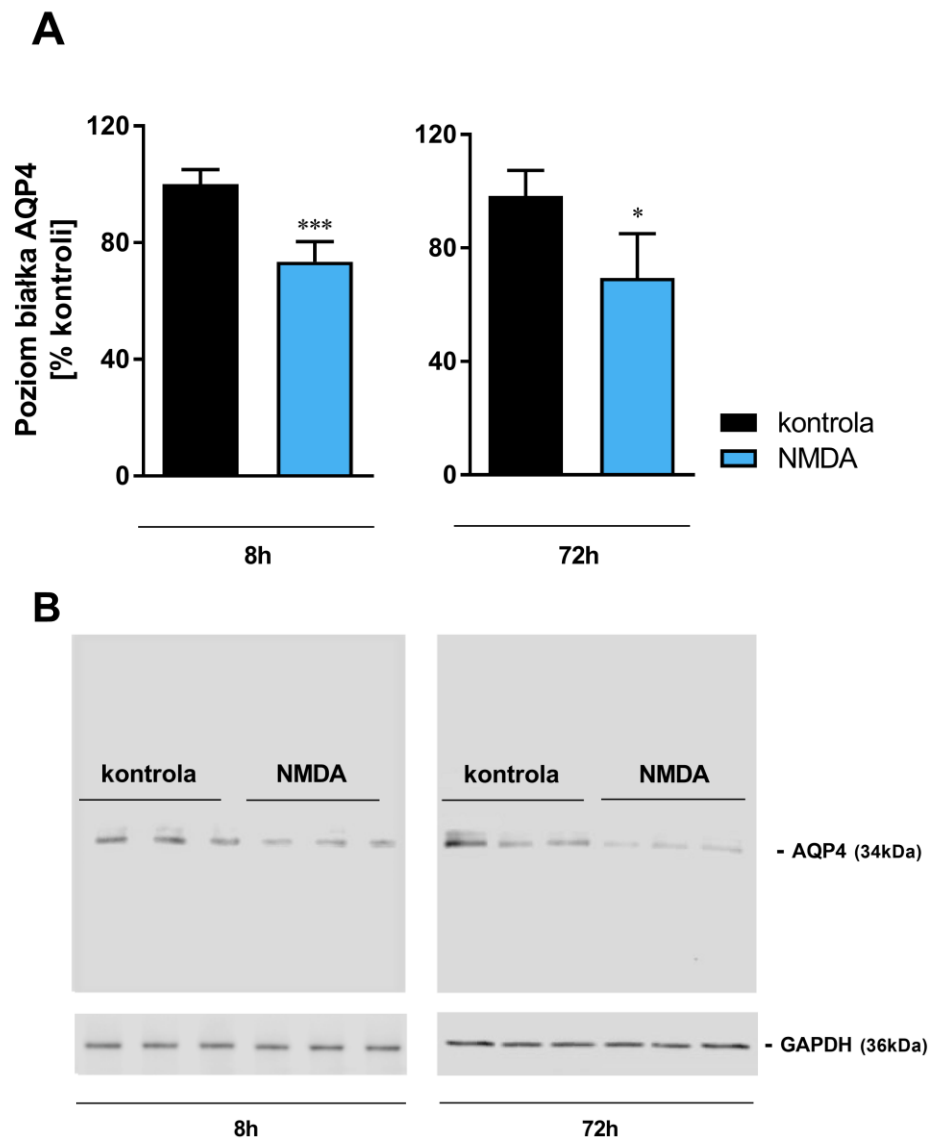 A
Poziom białka AQP4
[% kontroli]
120
80
40
0
***
8h
120
80
40
0
*
72h
kontrola
NMDA
B
kontrola
NMDA
kontrola
NMDA
- AQP4 (34kDa)
- GAPDH (36kDa)
8h
72h